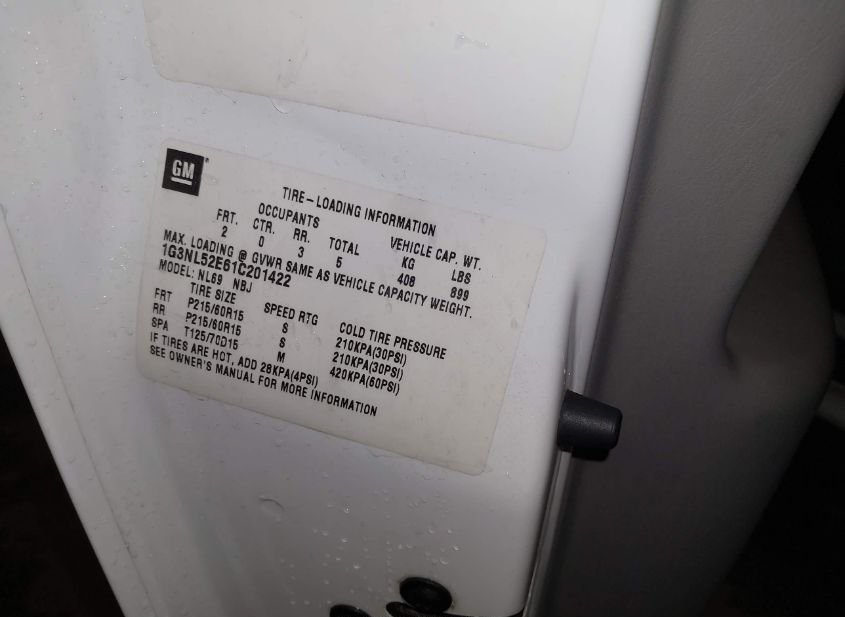 GM
TIRE-LOADING INFORMATION
OCCUPANTS VEHICLE CAP. WT.
FRT. CTR. RR. TOTAL KG LBS
2 0 3 5 408 899
MAX. LOADING @ GVWR SAME AS VEHICLE CAPACITY WEIGHT.
1G3NL52E61C201422
MODEL: NL69 NBJ
TIRE SIZE SPEED RTG COLD TIRE PRESSURE
FRT P215/60R15 S 210KPA(30PSI)
RR P215/60R15 S 210KPA(30PSI)
SPA T125/70D15 M 420KPA(60PSI)
IF TIRES ARE HOT, ADD 28KPA(4PSI)
SEE OWNER'S MANUAL FOR MORE INFORMATION